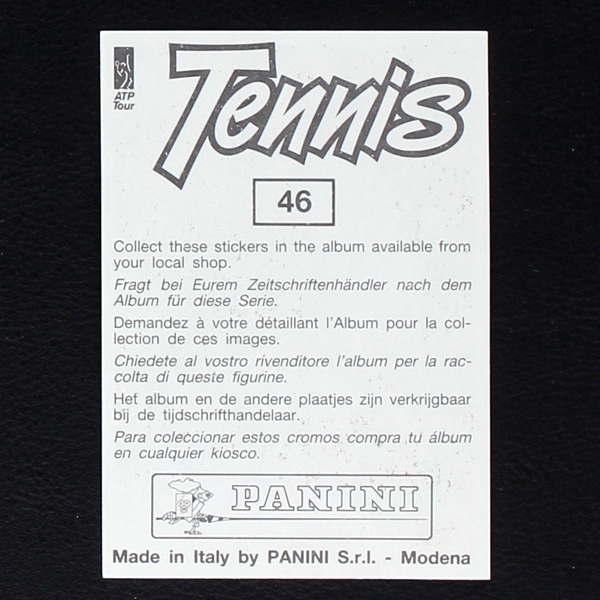 ATP
Tour
Tennis
46
Collect these stickers in the album available from
your local shop.
Fragt bei Eurem Zeitschriftenhändler nach dem
Album für diese Serie.
Demandez à votre détaillant l'Album pour la col-
lection de ces images.
Chiedete al vostro rivenditore l'album per la rac-
colta di queste figurine.
Het album en de andere plaatjes zijn verkrijgbaar
bij de tijdschrifthandelaar.
Para coleccionar estos cromos compra tu álbum
en cualquier kiosco.
PANINI
Made in Italy by PANINI S.r.l. - Modena